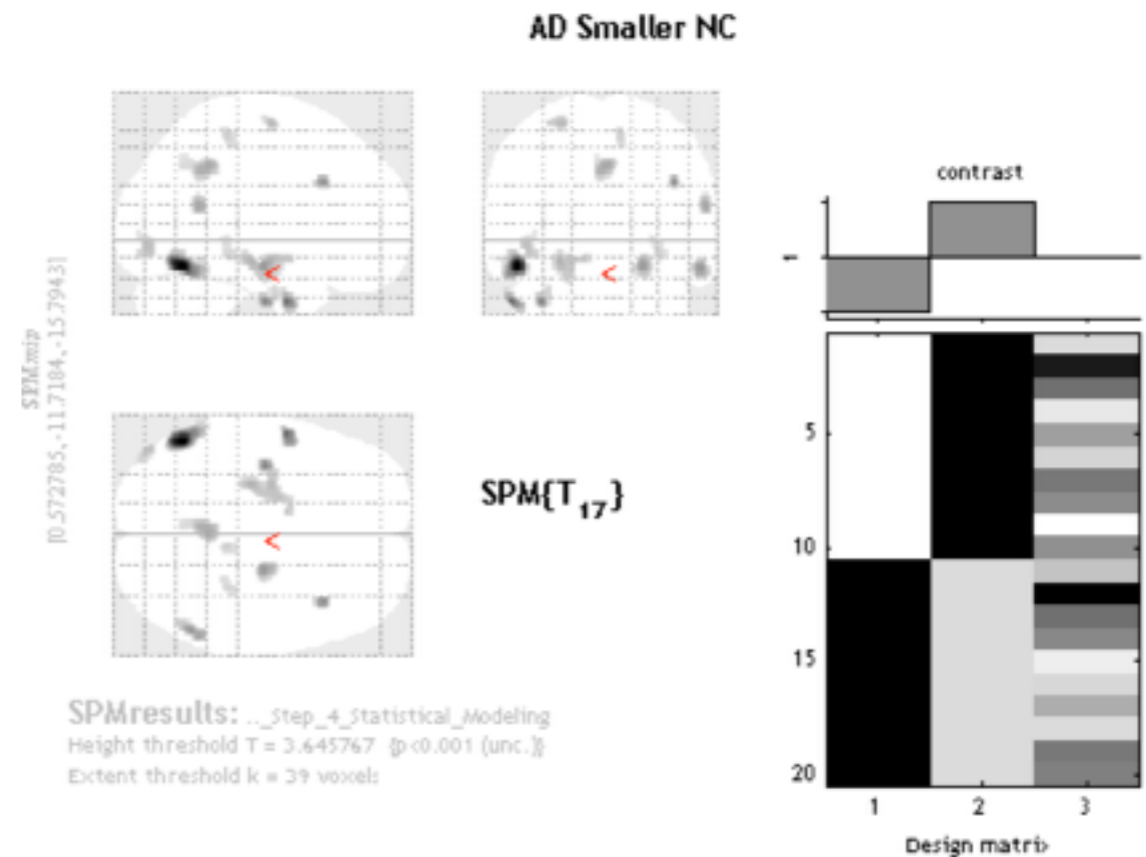 AD Smaller NC
SPMmip
[0.572785,-11.7184,-15.7943]
<
<
<
SPM{T17}
SPMresults: .._Step_4_Statistical_Modeling
Height threshold T = 3.645767 {p<0.001 (unc.)}
Extent threshold k = 39 voxels
contrast
1
5
10
15
20
1 2 3
Design matrix